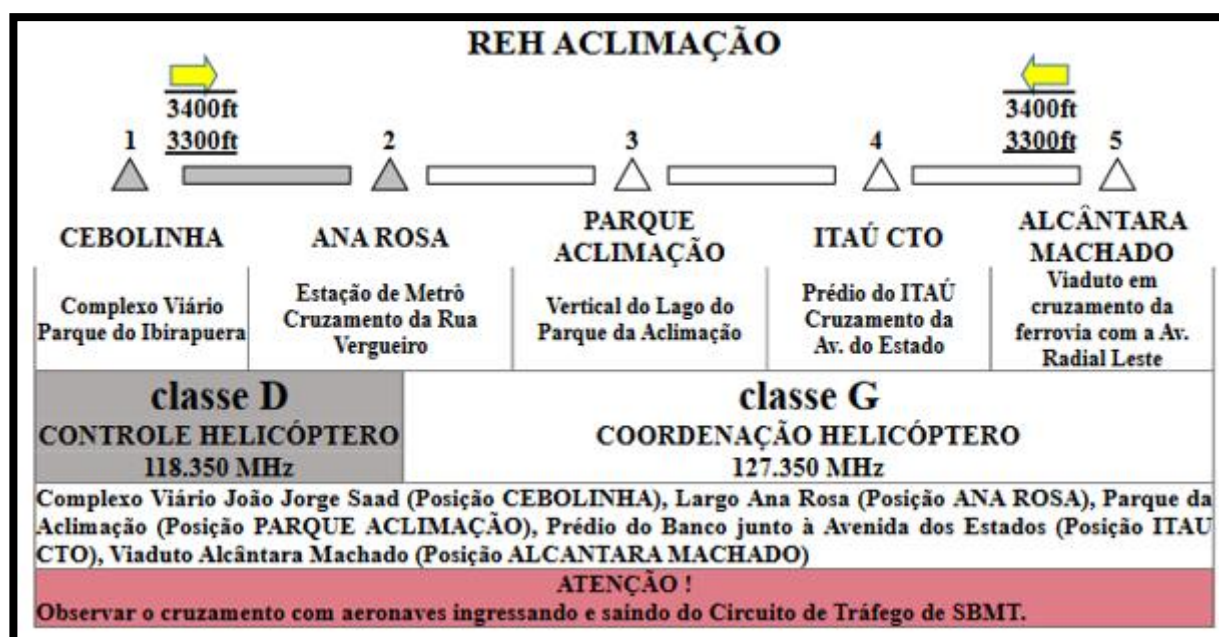 REH ACLIMAÇÃO
3400ft
3300ft
3400ft
3300ft
1
2
3
4
5
CEBOLINHA
ANA ROSA
PARQUE
ACLIMAÇÃO
ITAÚ CTO
ALCÂNTARA
MACHADO
Complexo Viário
Parque do Ibirapuera
Estação de Metrô
Cruzamento da Rua
Vergueiro
Vertical do Lago do
Parque da Aclimação
Prédio do ITAÚ
Cruzamento da
Av. do Estado
Viaduto em
cruzamento da
ferrovia com a Av.
Radial Leste
classe D
CONTROLE HELICÓPTERO
118.350 MHz
classe G
COORDENAÇÃO HELICÓPTERO
127.350 MHz
Complexo Viário João Jorge Saad (Posição CEBOLINHA), Largo Ana Rosa (Posição ANA ROSA), Parque da
Aclimação (Posição PARQUE ACLIMAÇÃO), Prédio do Banco junto à Avenida dos Estados (Posição ITAU
CTO), Viaduto Alcântara Machado (Posição ALCANTARA MACHADO)
ATENÇÃO !
Observar o cruzamento com aeronaves ingressando e saindo do Circuito de Tráfego de SBMT.